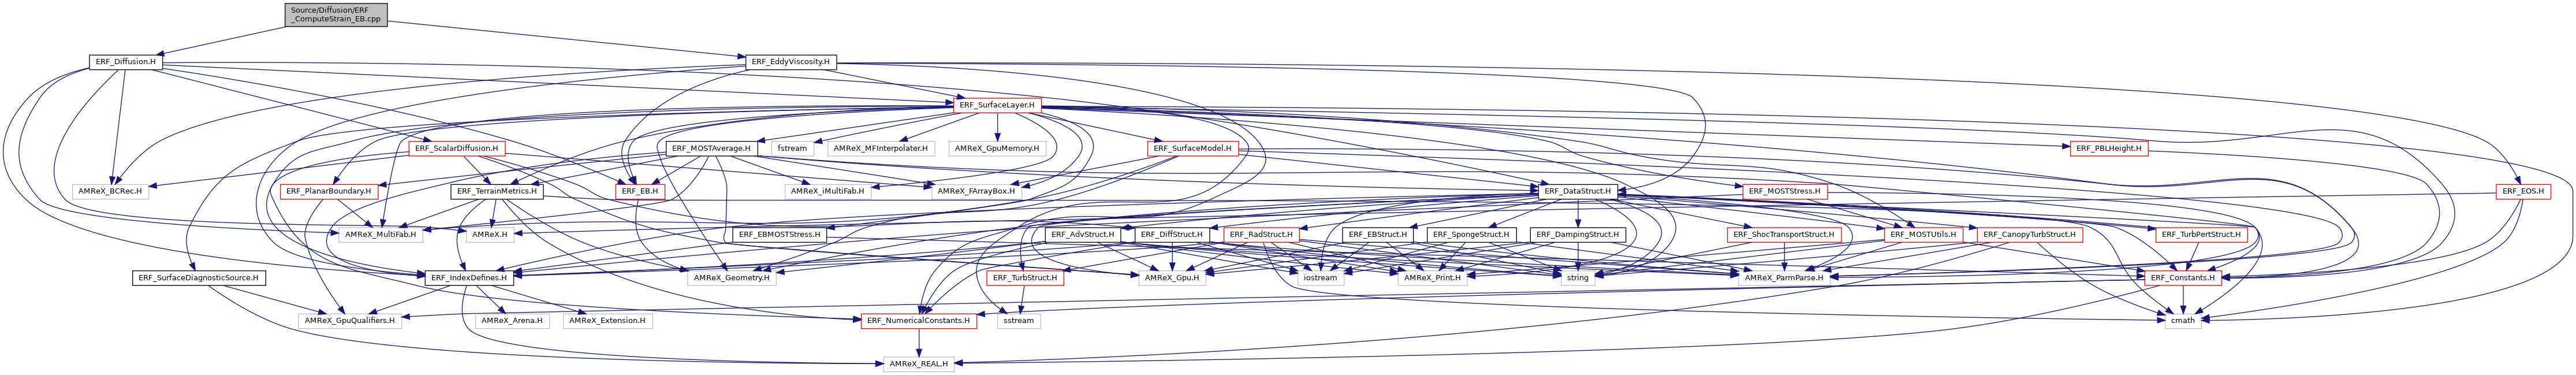 Source/Diffusion/ERF
_ComputeStrain_EB.cpp
ERF_Diffusion.H
ERF_EddyViscosity.H
ERF_SurfaceLayer.H
ERF_ScalarDiffusion.H
ERF_MOSTAverage.H
fstream
AMReX_MFInterpolater.H
AMReX_GpuMemory.H
ERF_SurfaceModel.H
ERF_PBLHeight.H
AMReX_BCRec.H
ERF_PlanarBoundary.H
ERF_TerrainMetrics.H
ERF_EB.H
AMReX_iMultiFab.H
AMReX_FArrayBox.H
ERF_DataStruct.H
ERF_MOSTStress.H
ERF_EOS.H
AMReX_MultiFab.H
AMReX.H
ERF_EBMOSTStress.H
ERF_AdvStruct.H
ERF_DiffStruct.H
ERF_RadStruct.H
ERF_EBStruct.H
ERF_SpongeStruct.H
ERF_DampingStruct.H
ERF_ShocTransportStruct.H
ERF_MOSTUtils.H
ERF_CanopyTurbStruct.H
ERF_TurbPertStruct.H
ERF_SurfaceDiagnosticSource.H
ERF_IndexDefines.H
AMReX_Geometry.H
ERF_TurbStruct.H
AMReX_Gpu.H
iostream
AMReX_Print.H
string
AMReX_ParmParse.H
ERF_Constants.H
AMReX_GpuQualifiers.H
AMReX_Arena.H
AMReX_Extension.H
ERF_NumericalConstants.H
sstream
cmath
AMReX_REAL.H